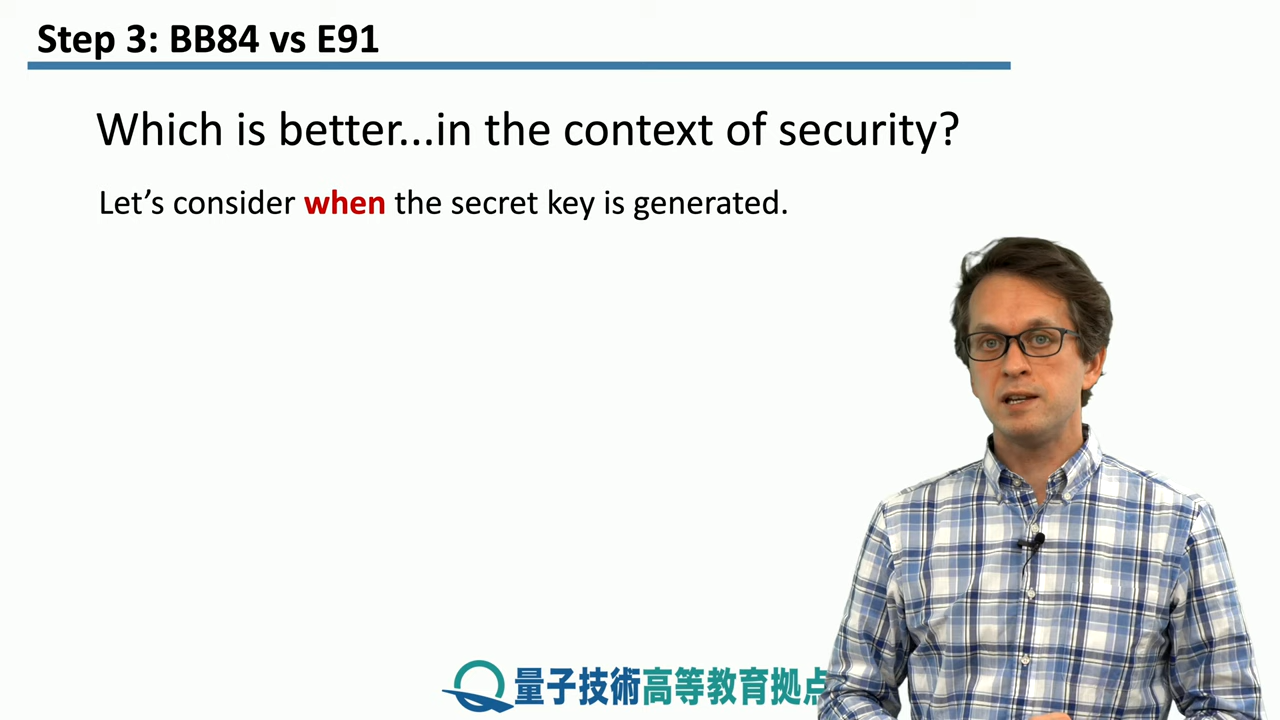 Step 3: BB84 vs E91
Which is better...in the context of security?
Let's consider when the secret key is generated.
量子技術高等教育拠点